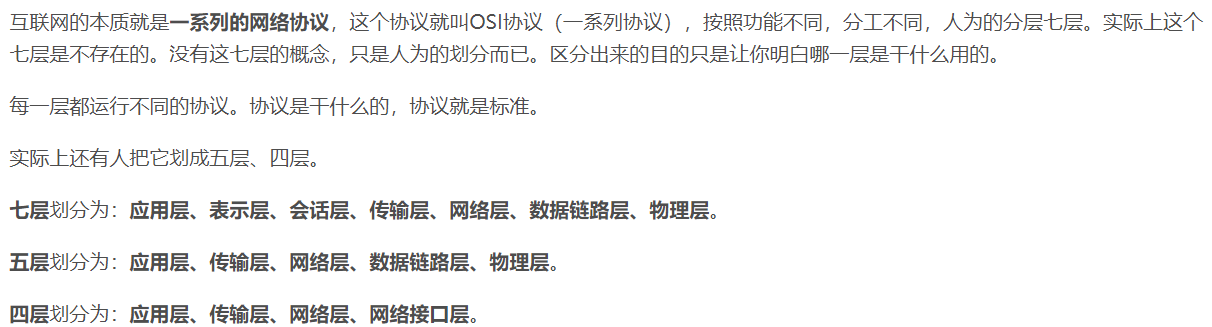 互联网的本质就是一系列的网络协议，这个协议就叫OSI协议（一系列协议），按照功能不同，分工不同，人为的分层七层。实际上这个
七层是不存在的。没有这七层的概念，只是人为的划分而已。区分出来的目的只是让你明白哪一层是干什么用的。
每一层都运行不同的协议。协议是干什么的，协议就是标准。
实际上还有人把它划成五层、四层。
七层划分为：应用层、表示层、会话层、传输层、网络层、数据链路层、物理层。
五层划分为：应用层、传输层、网络层、数据链路层、物理层。
四层划分为：应用层、传输层、网络层、网络接口层。